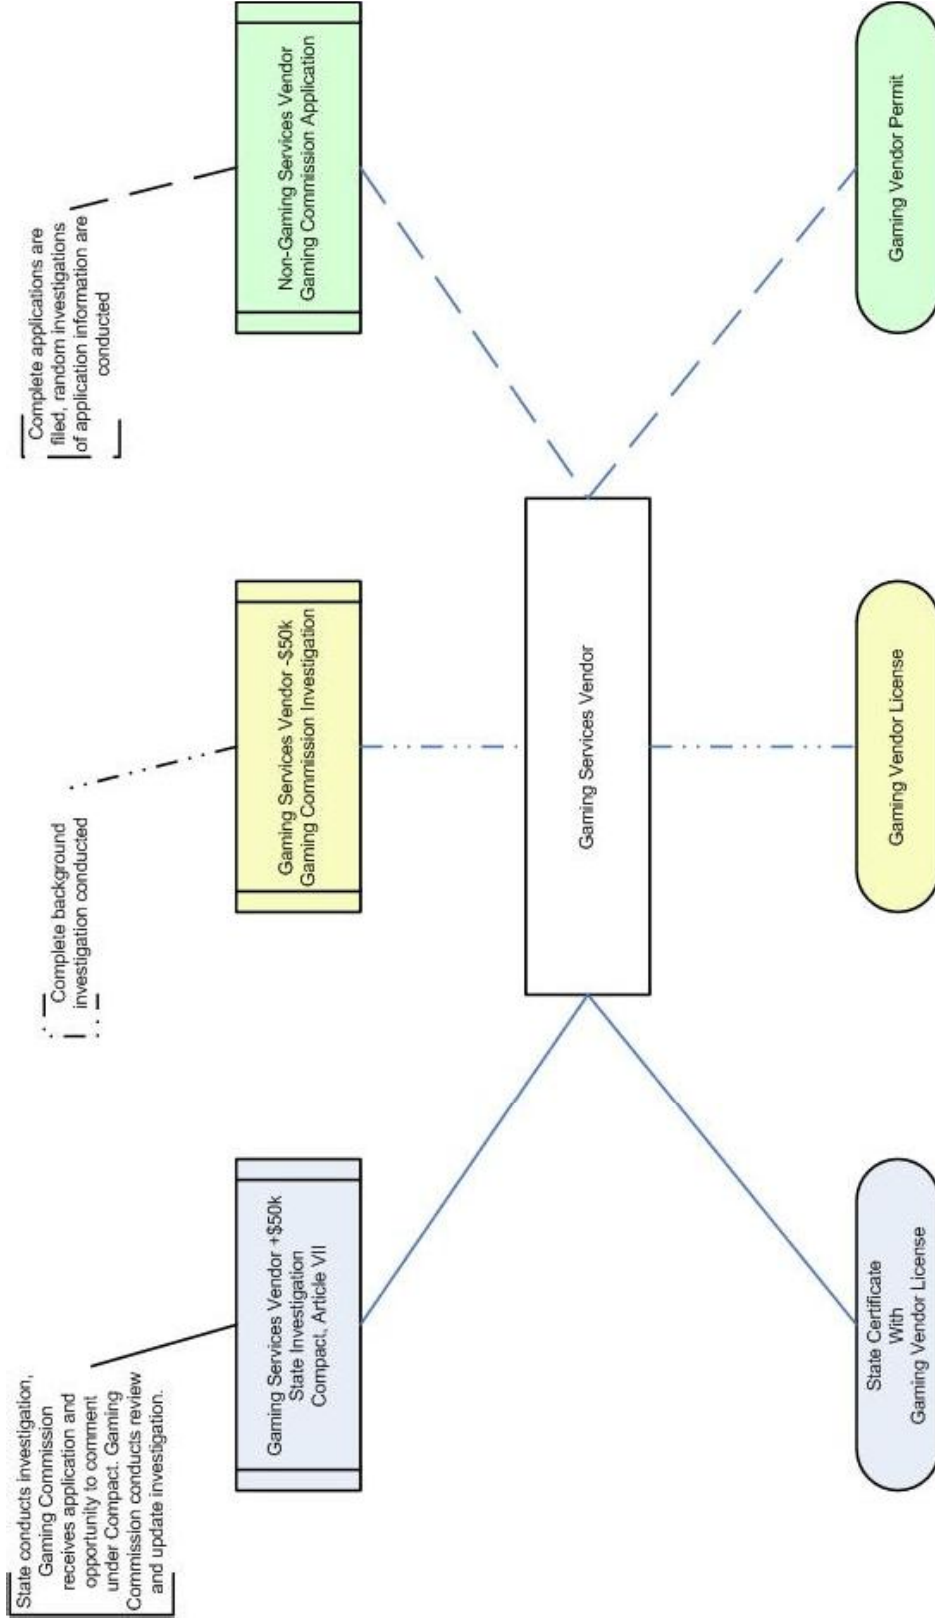 State conducts investigation,
Gaming Commission
receives application and
opportunity to comment
under Compact. Gaming
Commission conducts review
and update investigation.
Complete background
investigation conducted
Complete applications are
filed, random investigations
of application information are
conducted
Gaming Services Vendor +$50k
State Investigation
Compact, Article VII
Gaming Services Vendor -$50k
Gaming Commission Investigation
Non-Gaming Services Vendor
Gaming Commission Application
Gaming Services Vendor
State Certificate
With
Gaming Vendor License
Gaming Vendor License
Gaming Vendor Permit